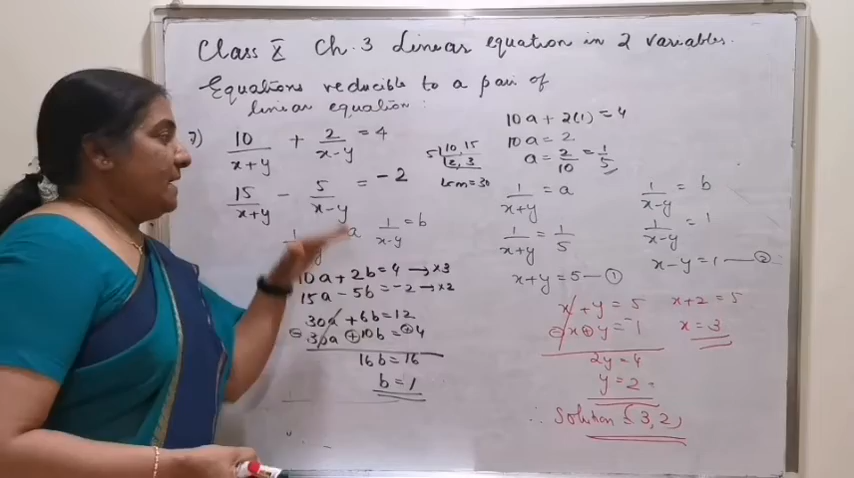 Class X Ch. 3 Linear equation in 2 variables.
Equations reducible to a pair of
linear equation :
7) 10/x+y + 2/x-y = 4
15/x+y - 5/x-y = -2
1/ y a 1/x-y = b
10a + 2b = 4 → x3
15a - 5b = -2 → x2
30a + 6b = 12
⊖ 30a ⊕ 10b = ⊕ 4
16b = 16
b = 1
5 | 10, 15
2, 3
Lcm = 30
10a + 2(1) = 4
10a = 2
a = 2/10 = 1/5
1/x+y = a
1/x+y = 1/5
x+y = 5 — ①
1/x-y = b
1/x-y = 1
x-y = 1 — ②
x + y = 5
⊖ x ⊕ y = - 1
2y = 4
y = 2
x+2 = 5
x = 3
∴ Solution = (3, 2)